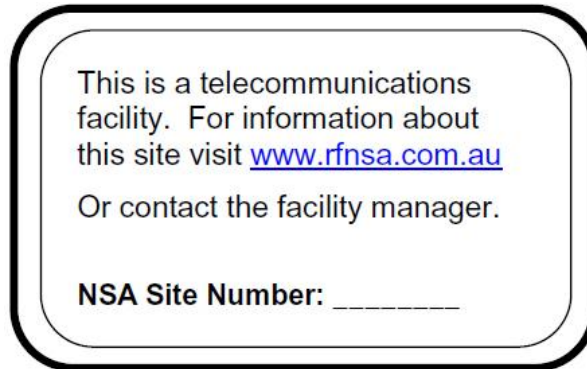 This is a telecommunications
facility.  For information about
this site visit www.rfnsa.com.au
Or contact the facility manager.
NSA Site Number: ________